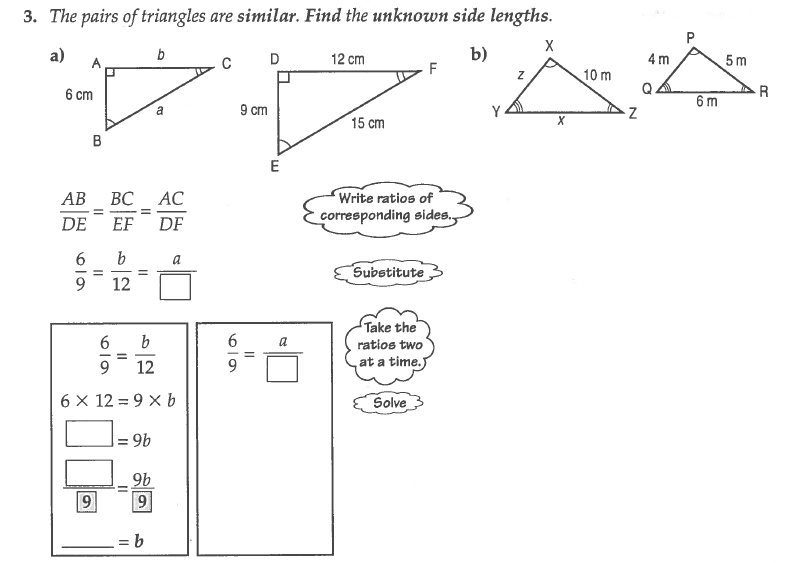 3. The pairs of triangles are similar. Find the unknown side lengths.
a)
A b C
6 cm
a
B
D 12 cm F
9 cm
15 cm
E
b)
X
z 10 m
Y x Z
P
4 m 5 m
Q 6 m R
AB/DE = BC/EF = AC/DF
Write ratios of
corresponding sides.
6/9 = b/12 = a/□
Substitute
6/9 = b/12
6 × 12 = 9 × b
□ = 9b
□/9 = 9b/9
____ = b
6/9 = a/□
Take the
ratios two
at a time.
Solve